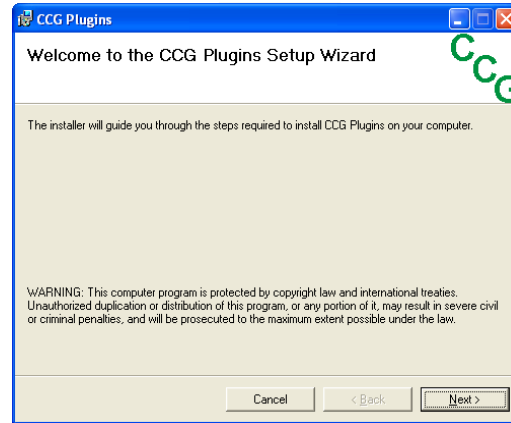 CCG Plugins
Welcome to the CCG Plugins Setup Wizard
CCG
The installer will guide you through the steps required to install CCG Plugins on your computer.
WARNING: This computer program is protected by copyright law and international treaties.
Unauthorized duplication or distribution of this program, or any portion of it, may result in severe civil
or criminal penalties, and will be prosecuted to the maximum extent possible under the law.
Cancel
< Back
Next >